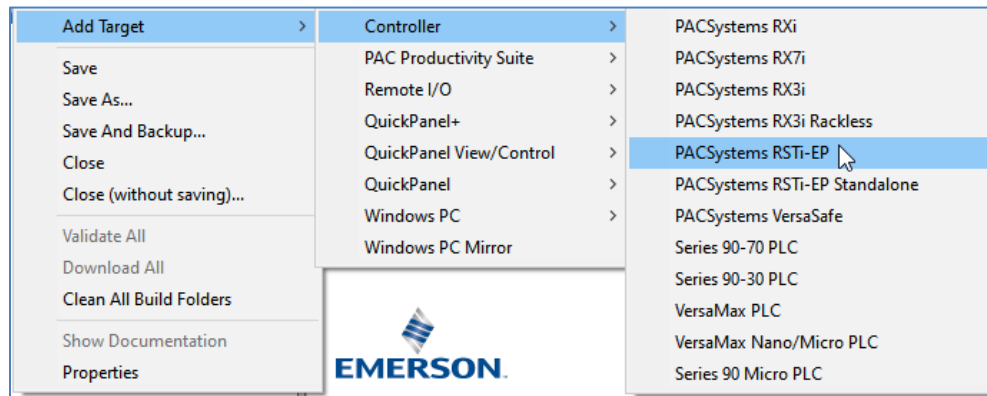 Add Target >
Save
Save As...
Save And Backup...
Close
Close (without saving)...
Validate All
Download All
Clean All Build Folders
Show Documentation
Properties
Controller >
PAC Productivity Suite >
Remote I/O >
QuickPanel+ >
QuickPanel View/Control >
QuickPanel >
Windows PC >
Windows PC Mirror
EMERSON.
PACSystems RXi
PACSystems RX7i
PACSystems RX3i
PACSystems RX3i Rackless
PACSystems RSTi-EP
PACSystems RSTi-EP Standalone
PACSystems VersaSafe
Series 90-70 PLC
Series 90-30 PLC
VersaMax PLC
VersaMax Nano/Micro PLC
Series 90 Micro PLC